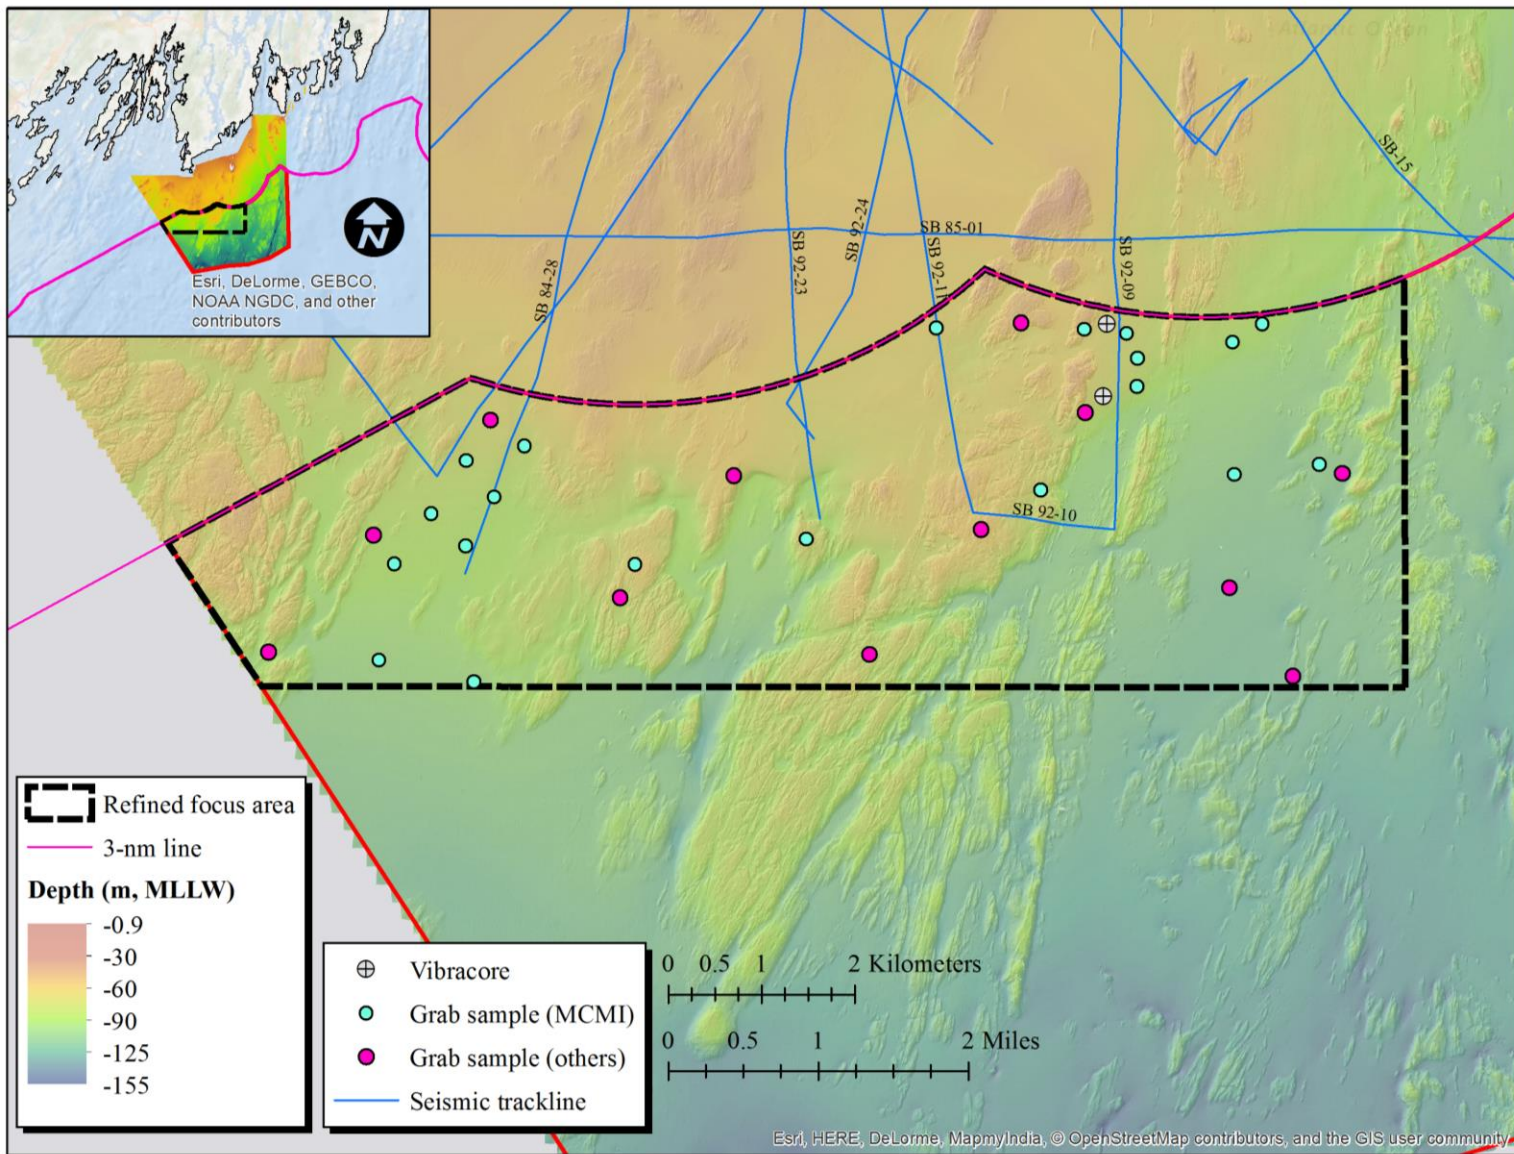 Atlantic Ocean
N
Esri, DeLorme, GEBCO,
NOAA NGDC, and other
contributors
SB-15
SB 84-28
SB 92-23
SB 92-24
SB 85-01
SB 92-11
SB 92-09
SB 92-10
Refined focus area
3-nm line
Depth (m, MLLW)
-0.9
-30
-60
-90
-125
-155
Vibracore
Grab sample (MCMI)
Grab sample (others)
Seismic trackline
0 0.5 1 2 Kilometers
0 0.5 1 2 Miles
Esri, HERE, DeLorme, MapmyIndia, © OpenStreetMap contributors, and the GIS user community